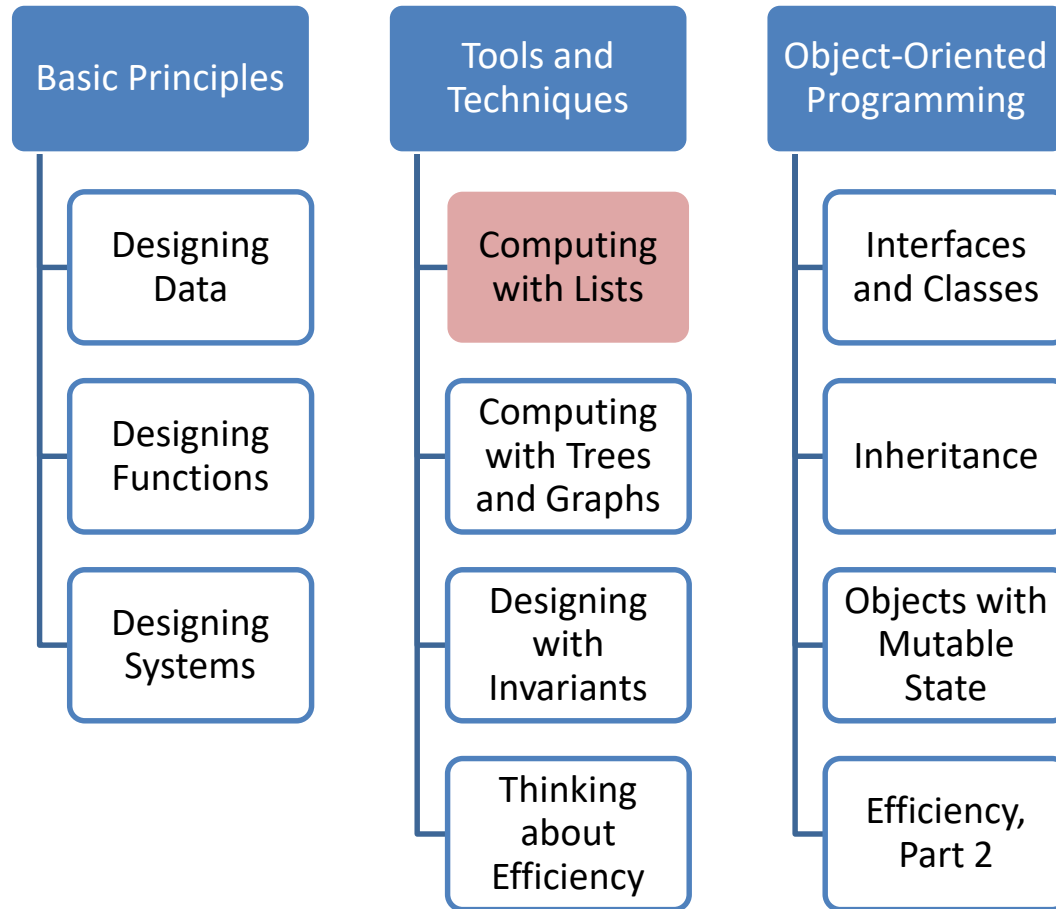 Basic Principles
Designing
Data
Designing
Functions
Designing
Systems
Tools and
Techniques
Computing
with Lists
Computing
with Trees
and Graphs
Designing
with
Invariants
Thinking
about
Efficiency
Object-Oriented
Programming
Interfaces
and Classes
Inheritance
Objects with
Mutable
State
Efficiency,
Part 2